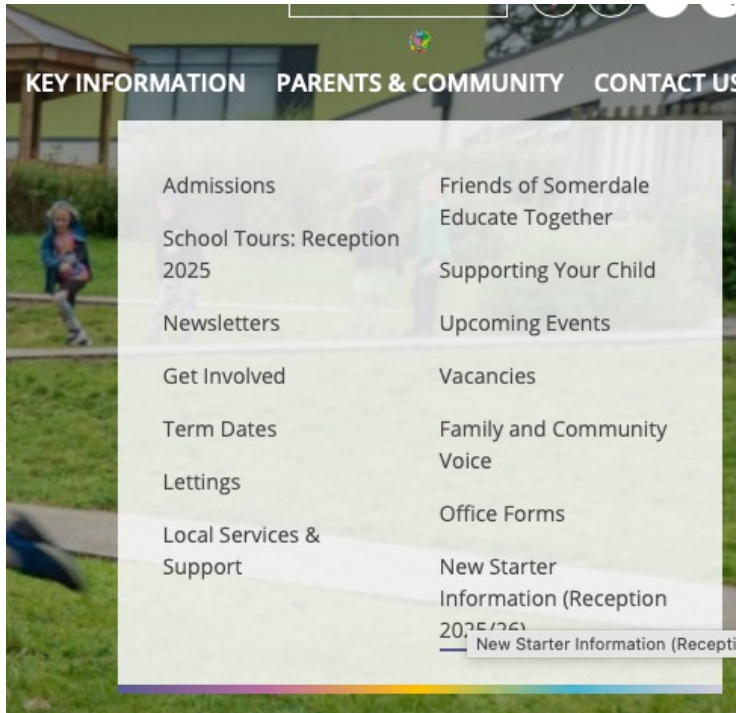 KEY INFORMATION PARENTS & COMMUNITY CONTACT US
Admissions
School Tours: Reception
2025
Newsletters
Get Involved
Term Dates
Lettings
Local Services &
Support
Friends of Somerdale
Educate Together
Supporting Your Child
Upcoming Events
Vacancies
Family and Community
Voice
Office Forms
New Starter
Information (Reception
2025/26)
New Starter Information (Recepti